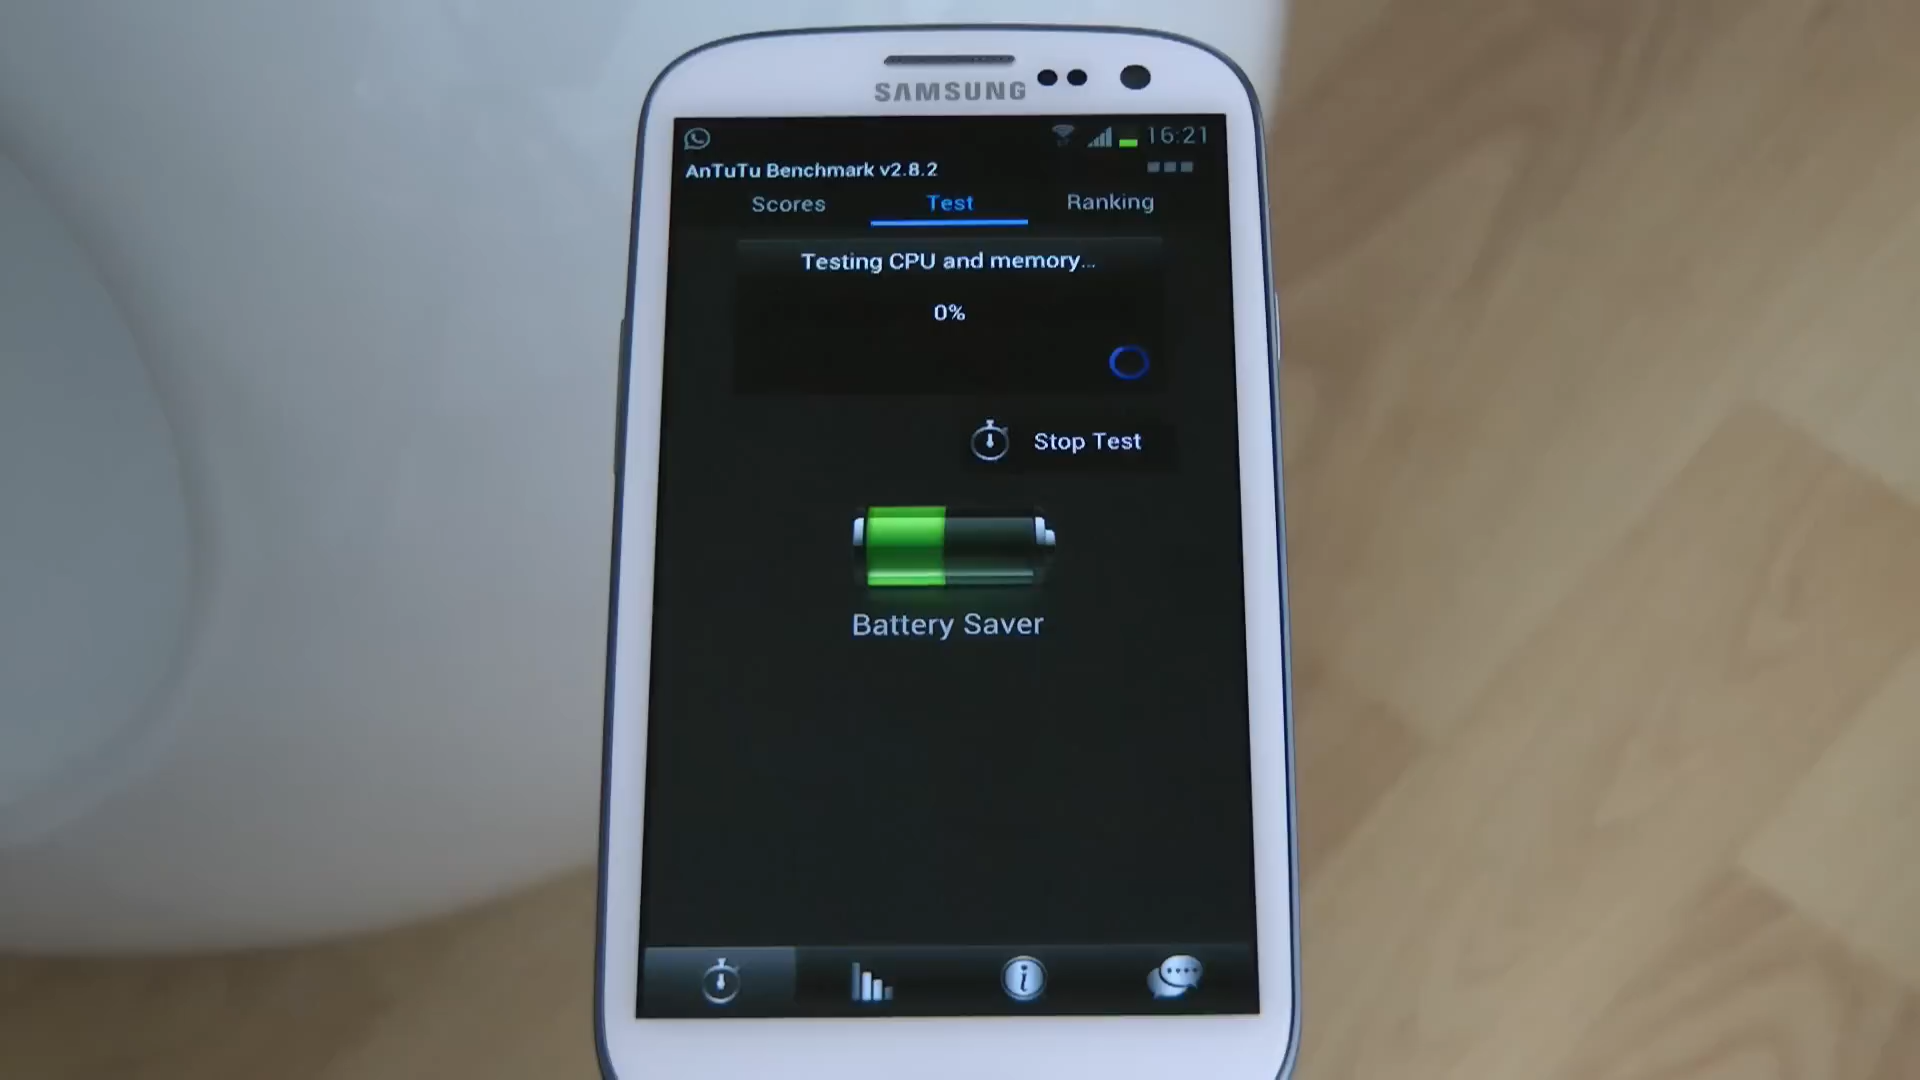 SAMSUNG
16:21
AnTuTu Benchmark v2.8.2
Scores Test Ranking
Testing CPU and memory...
0%
Stop Test
Battery Saver